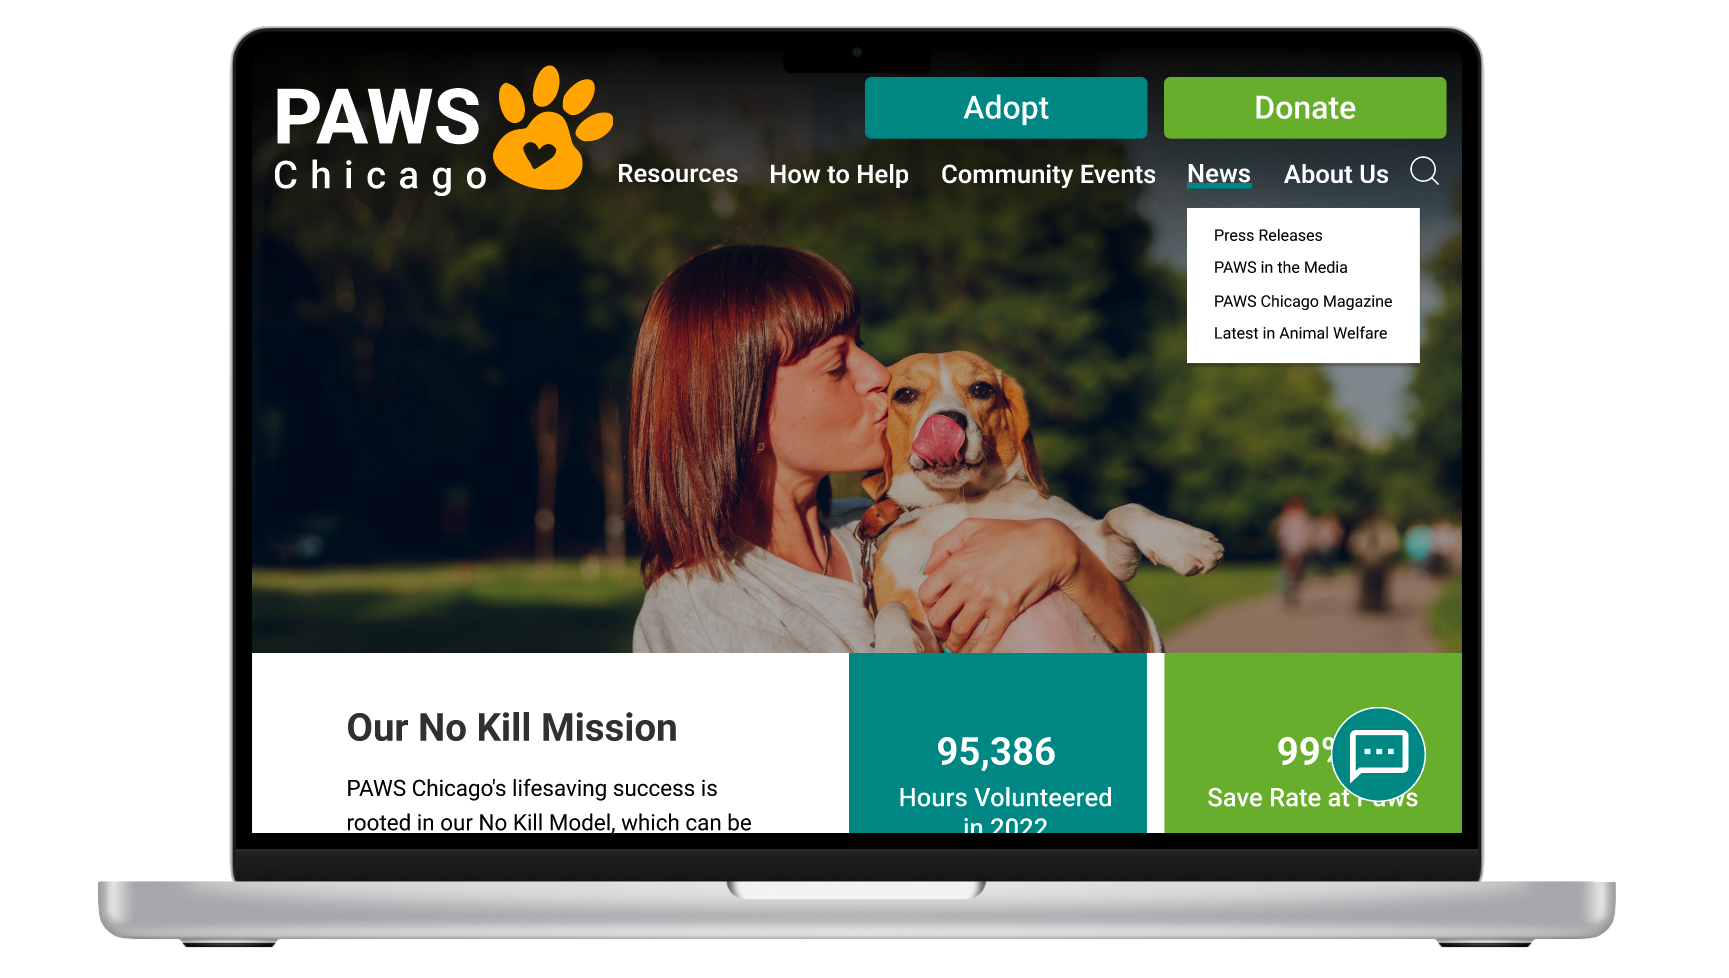 PAWS
Chicago
Adopt
Donate
Resources
How to Help
Community Events
News
About Us
Press Releases
PAWS in the Media
PAWS Chicago Magazine
Latest in Animal Welfare
Our No Kill Mission
PAWS Chicago's lifesaving success is
rooted in our No Kill Model, which can be
95,386
Hours Volunteered
in 2022
99%
Save Rate at Paws